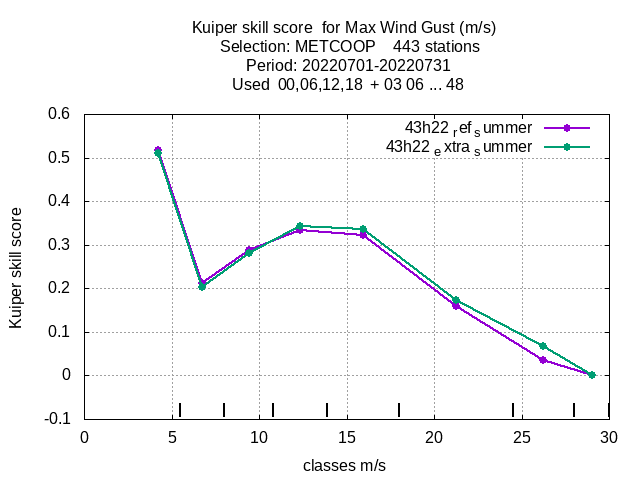 Kuiper skill score  for Max Wind Gust (m/s)
Selection: METCOOP    443 stations
Period: 20220701-20220731
Used  00,06,12,18  + 03 06 ... 48
43h22refsummer
43h22extrasummer
Kuiper skill score
0.6
0.5
0.4
0.3
0.2
0.1
0
-0.1
0 5 10 15 20 25 30
classes m/s